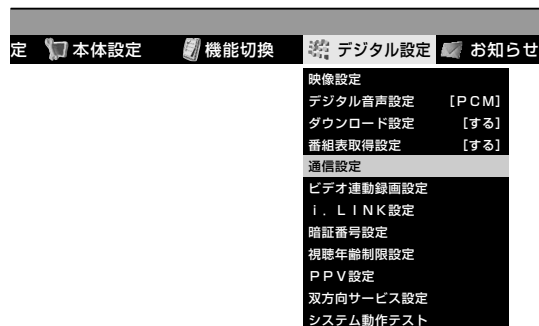 定 本体設定 機能切換 デジタル設定 お知らせ
映像設定
デジタル音声設定 [PCM]
ダウンロード設定 [する]
番組表取得設定 [する]
通信設定
ビデオ連動録画設定
i．LINK設定
暗証番号設定
視聴年齢制限設定
PPV設定
双方向サービス設定
システム動作テスト